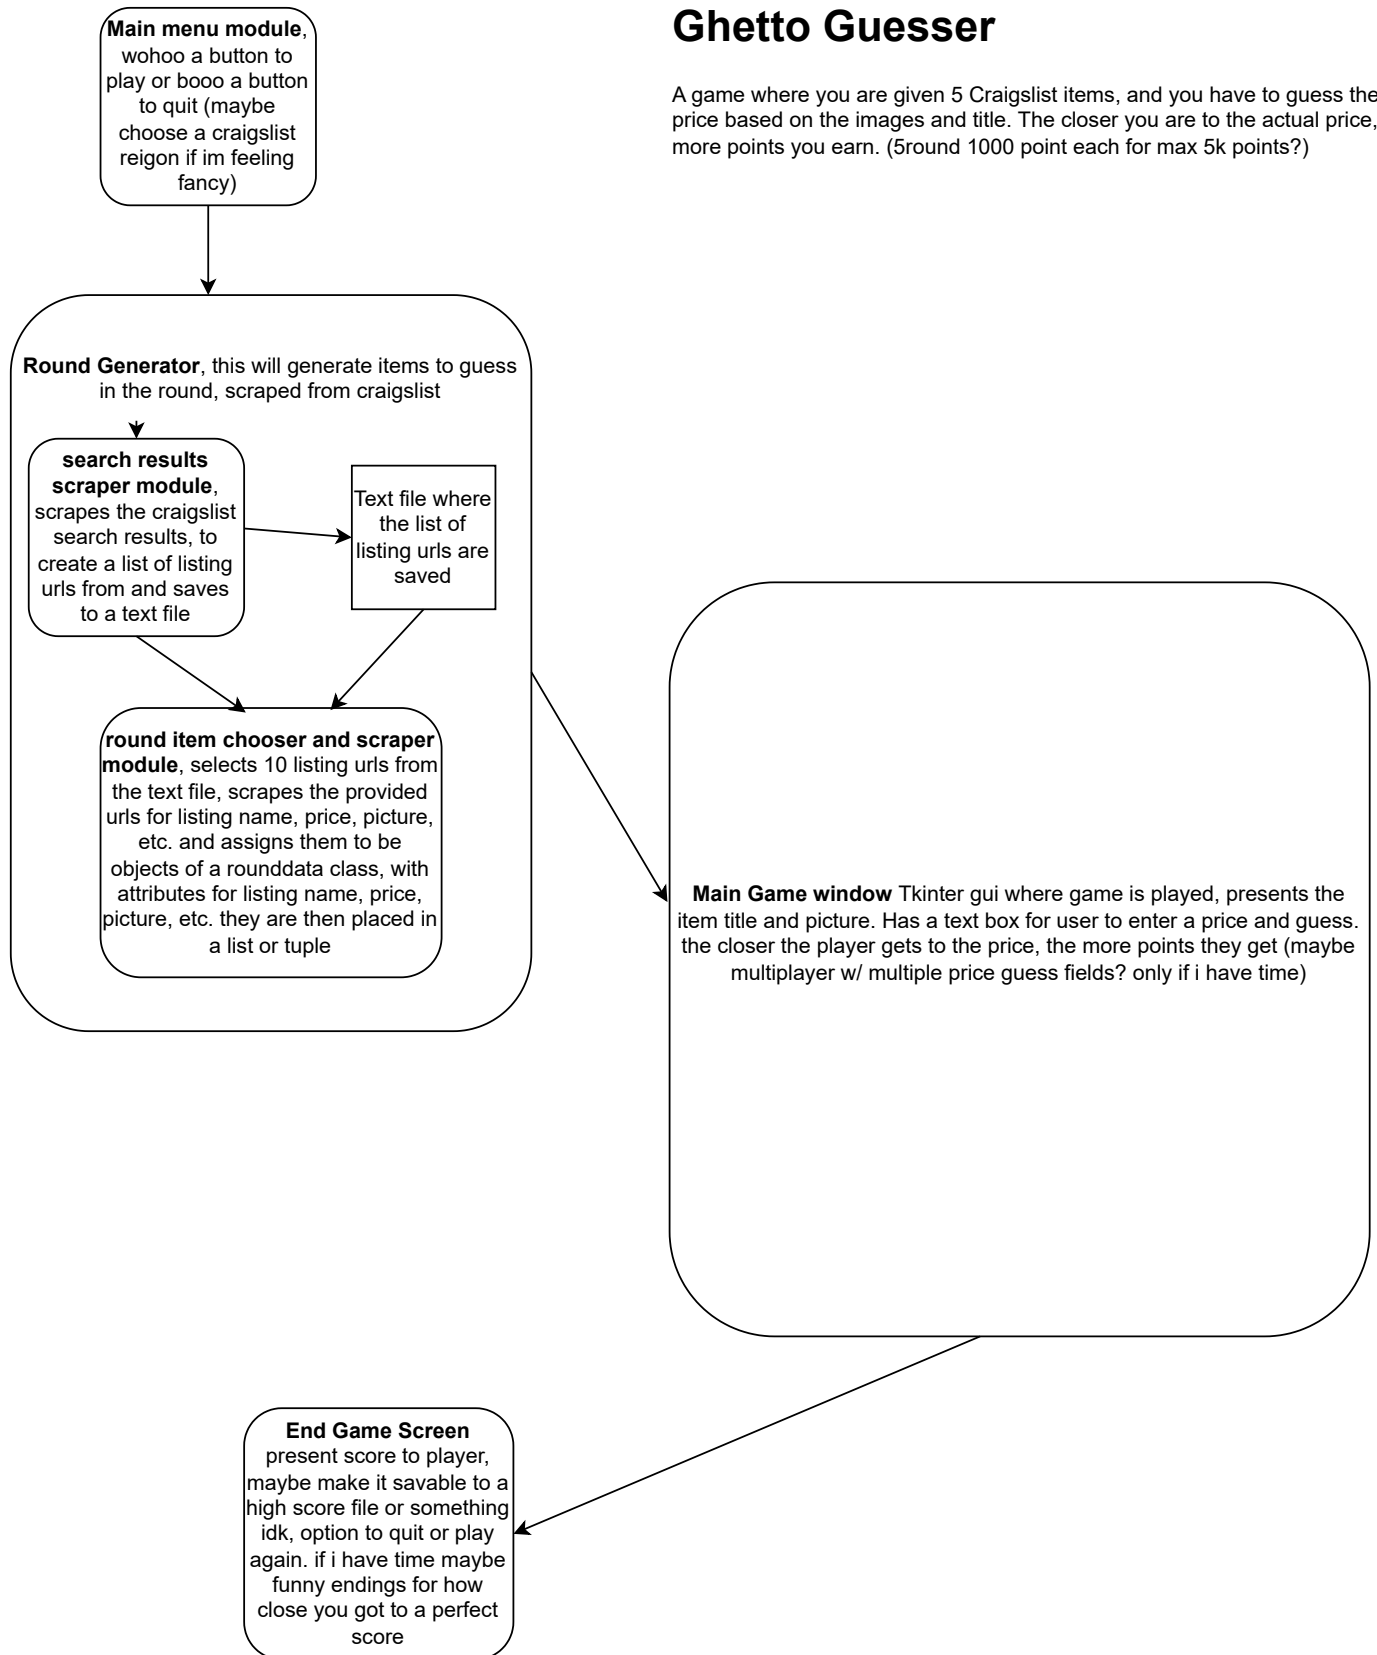 Ghetto Guesser
A game where you are given 5 Craigslist items, and you have to guess the
price based on the images and title. The closer you are to the actual price,
more points you earn. (5round 1000 point each for max 5k points?)
Main menu module,
wohoo a button to
play or booo a button
to quit (maybe
choose a craigslist
reigon if im feeling
fancy)
Round Generator, this will generate items to guess
in the round, scraped from craigslist
search results
scraper module,
scrapes the craigslist
search results, to
create a list of listing
urls from and saves
to a text file
Text file where
the list of
listing urls are
saved
round item chooser and scraper
module, selects 10 listing urls from
the text file, scrapes the provided
urls for listing name, price, picture,
etc. and assigns them to be
objects of a rounddata class, with
attributes for listing name, price,
picture, etc. they are then placed in
a list or tuple
Main Game window Tkinter gui where game is played, presents the
item title and picture. Has a text box for user to enter a price and guess.
the closer the player gets to the price, the more points they get (maybe
multiplayer w/ multiple price guess fields? only if i have time)
End Game Screen
present score to player,
maybe make it savable to a
high score file or something
idk, option to quit or play
again. if i have time maybe
funny endings for how
close you got to a perfect
score